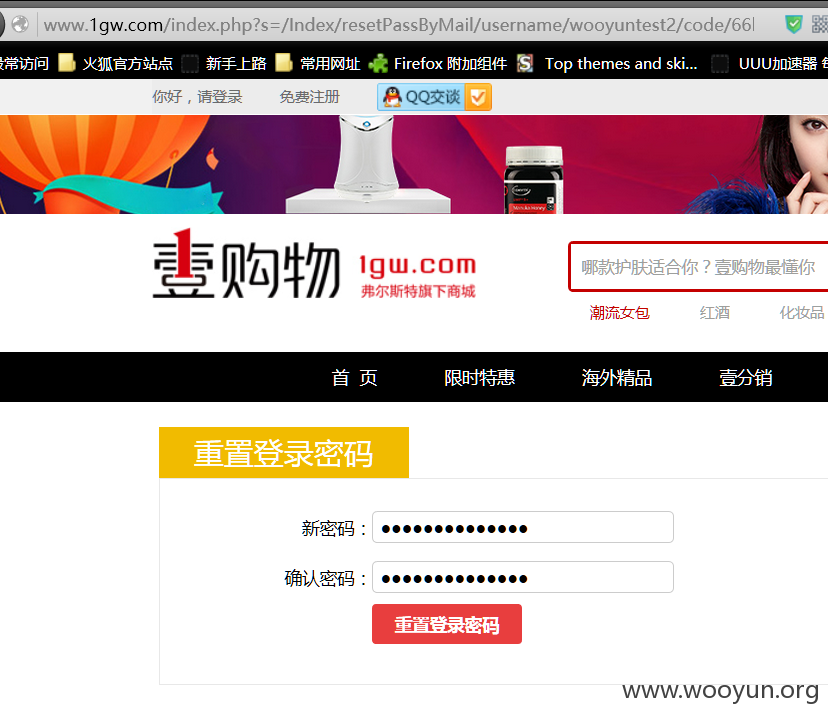 www.1gw.com/index.php?s=/Index/resetPassByMail/username/wooyuntest2/code/66
最常访问 火狐官方站点 新手上路 常用网址 Firefox 附加组件 Top themes and ski... UUU加速器
你好，请登录 免费注册 QQ交谈
壹购物 1gw.com
弗尔斯特旗下商城
哪款护肤适合你？壹购物最懂你
潮流女包 红酒 化妆品
首 页 限时特惠 海外精品 壹分销
重置登录密码
新密码：
确认密码：
重置登录密码
www.wooyun.org